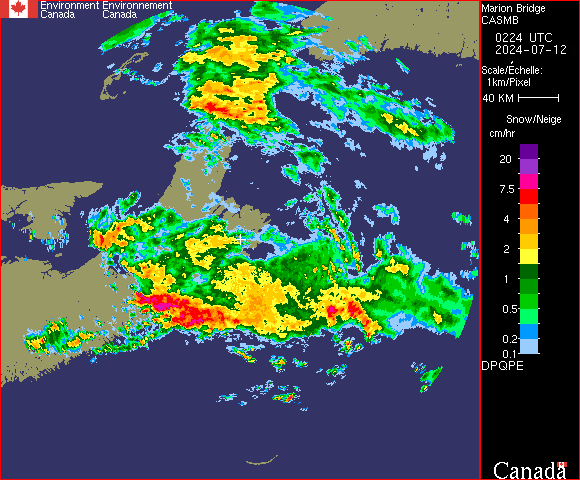 Environment Environnement
Canada Canada
Marion Bridge
CASMB
0224 UTC
2024-07-12
Scale/Échelle:
1km/Pixel
40 KM
Snow/Neige
cm/hr
20
7.5
4
2
1
0.5
0.2
0.1
DPQPE
Canada